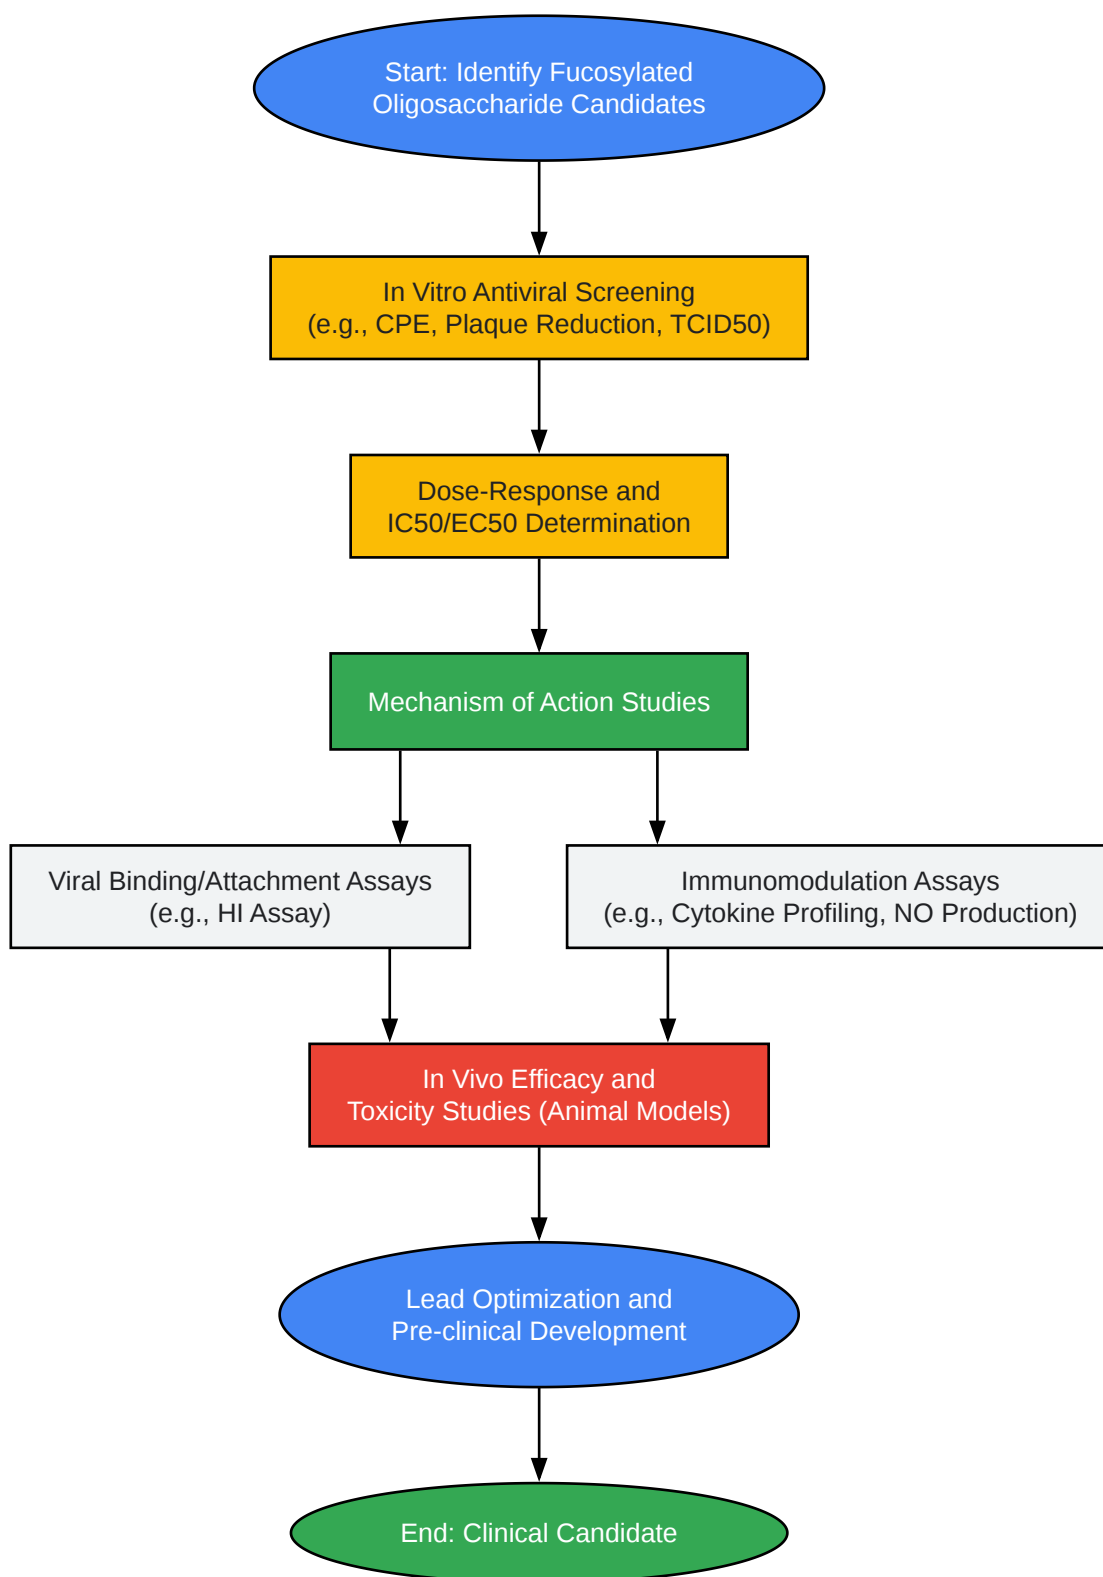 Start: Identify Fucosylated
Oligosaccharide Candidates
In Vitro Antiviral Screening
(e.g., CPE, Plaque Reduction, TCID50)
Dose-Response and
IC50/EC50 Determination
Mechanism of Action Studies
Viral Binding/Attachment Assays
(e.g., HI Assay)
Immunomodulation Assays
(e.g., Cytokine Profiling, NO Production)
In Vivo Efficacy and
Toxicity Studies (Animal Models)
Lead Optimization and
Pre-clinical Development
End: Clinical Candidate